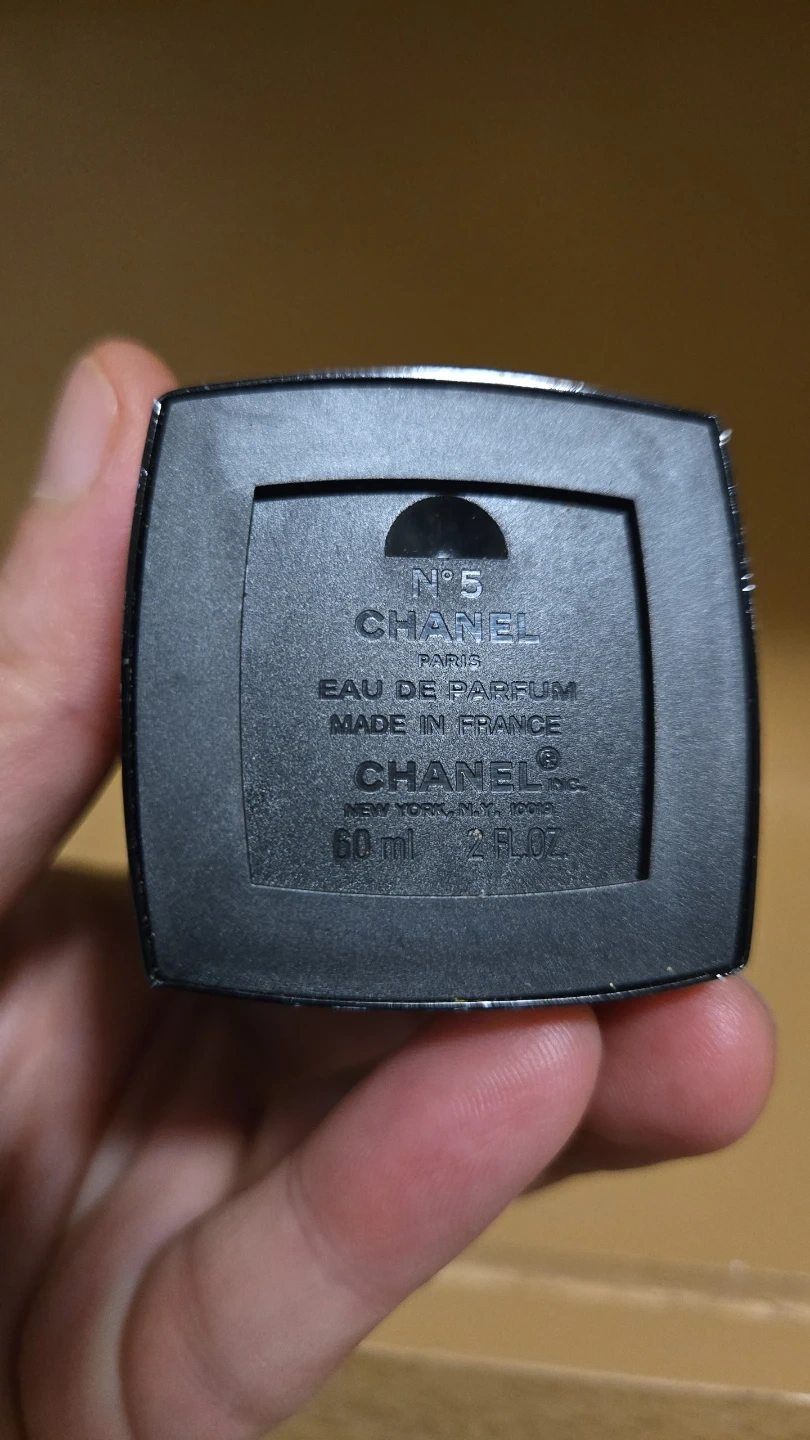 N°5
CHANEL
PARIS
EAU DE PARFUM
MADE IN FRANCE
CHANEL® INC.
NEW YORK, N.Y. 10019
60 ml 2 FL.OZ.